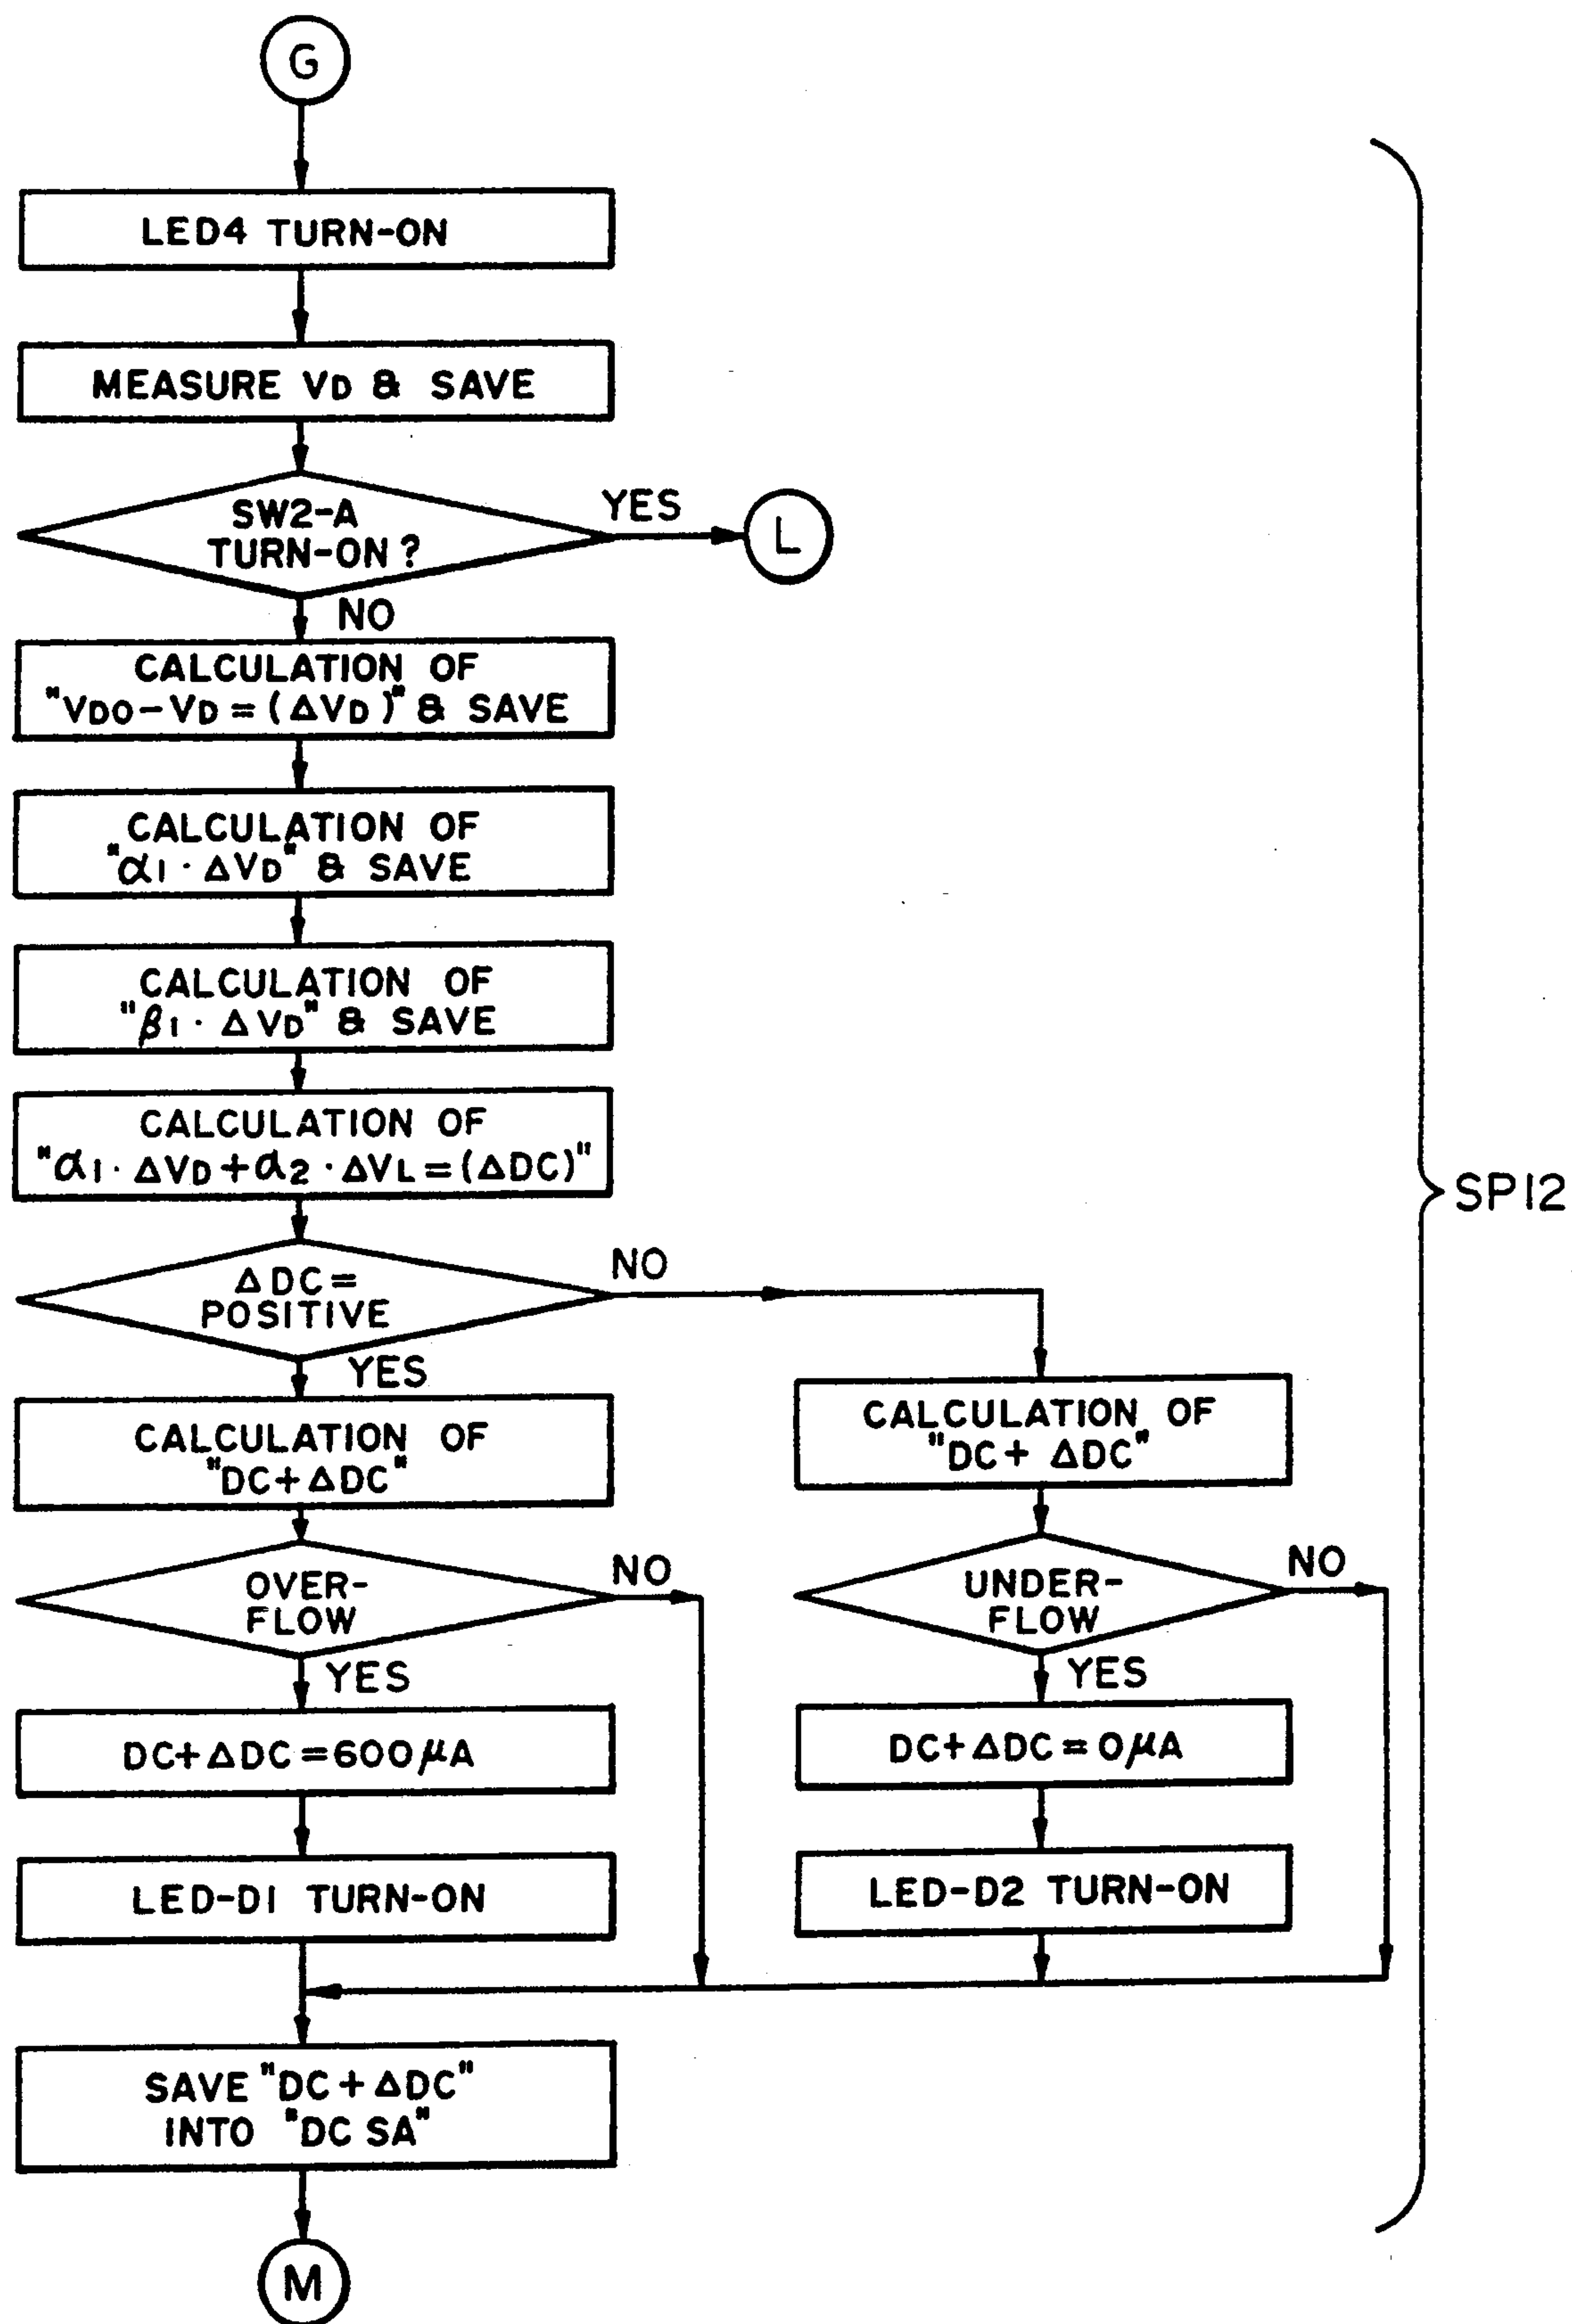 G
LED4 TURN-ON
MEASURE VD & SAVE
SW2-A
TURN-ON?
YES
L
NO
CALCULATION OF
"VDO-VD=(ΔVD)" & SAVE
CALCULATION OF
"α1·ΔVD" & SAVE
CALCULATION OF
"β1·ΔVD" & SAVE
CALCULATION OF
"α1·ΔVD+α2·ΔVL=(ΔDC)"
SP12
ΔDC=
POSITIVE
NO
YES
CALCULATION OF
"DC+ΔDC"
CALCULATION OF
"DC+ ΔDC"
OVER-
FLOW
NO
UNDER-
FLOW
NO
YES
YES
DC+ΔDC=600μA
DC+ΔDC=0μA
LED-D1 TURN-ON
LED-D2 TURN-ON
SAVE "DC+ΔDC"
INTO "DC SA"
M